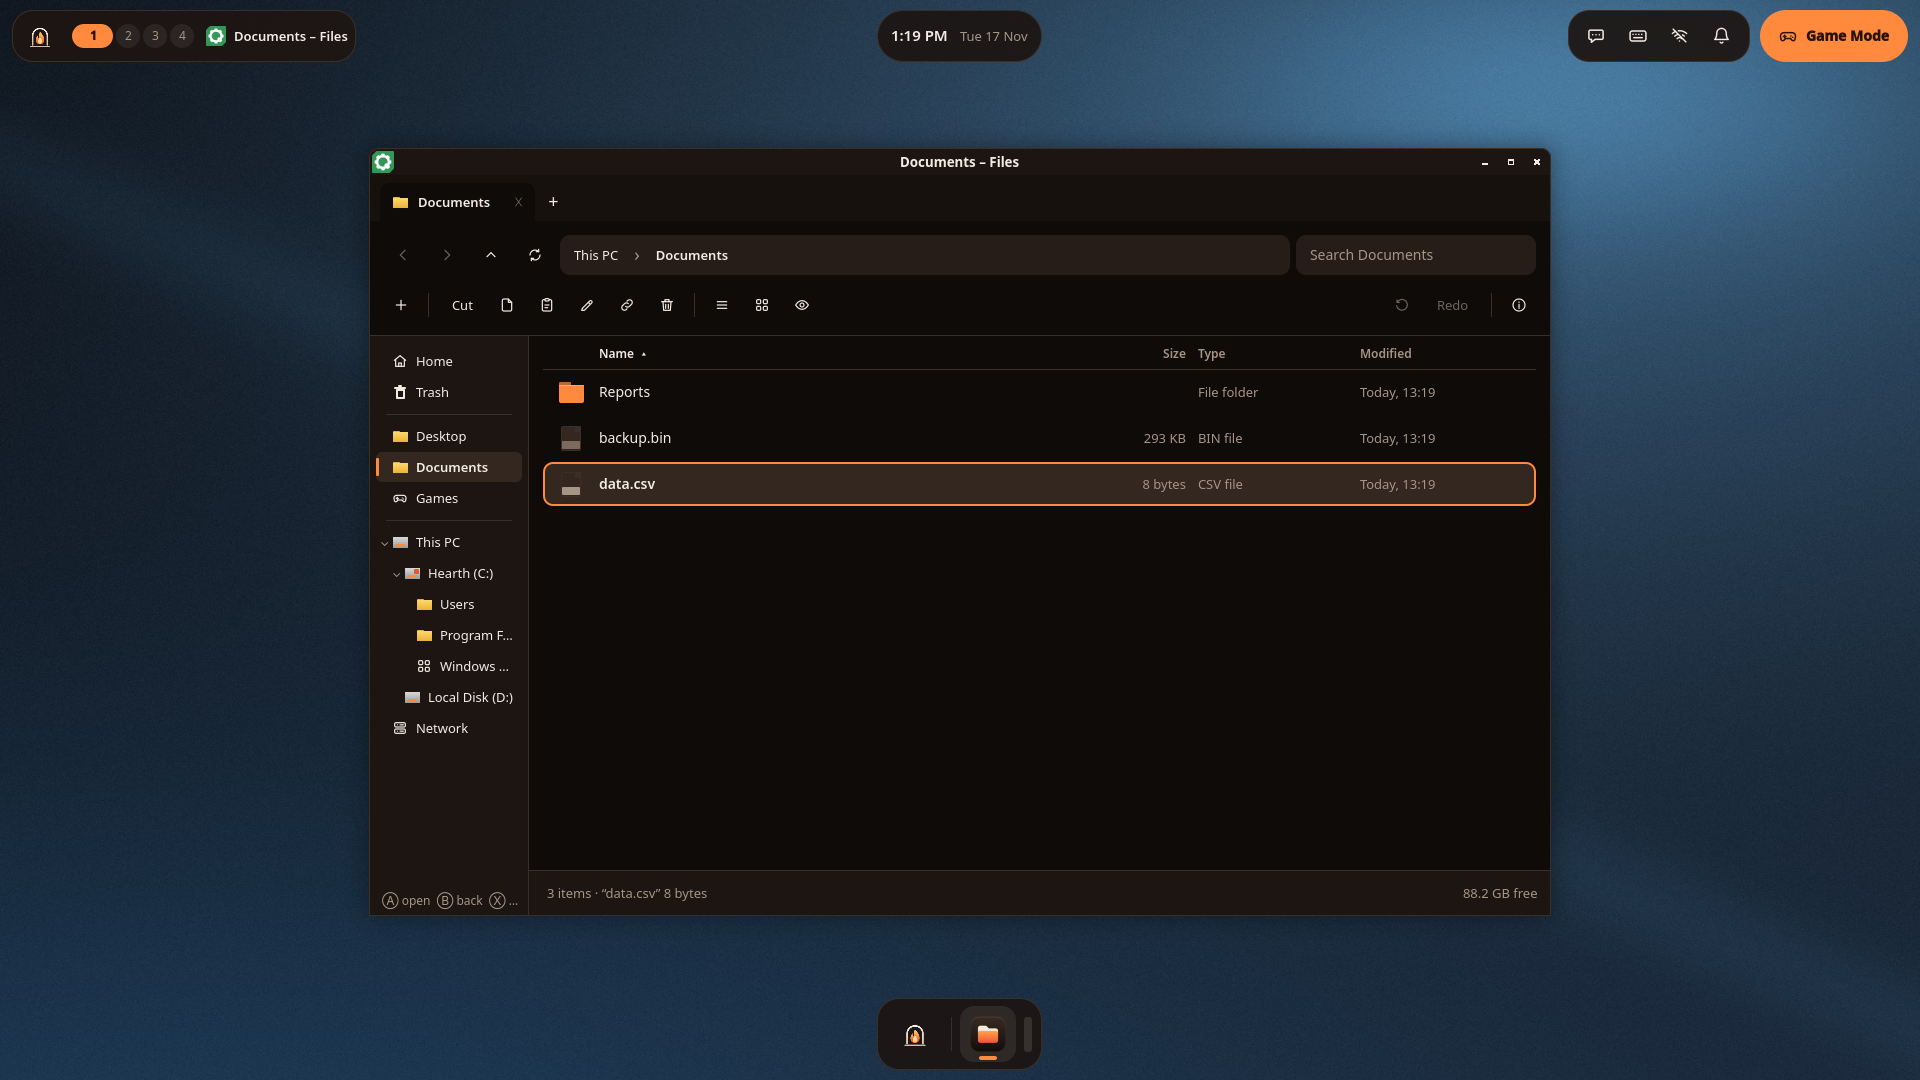 1 2 3 4 Documents – Files
1:19 PM Tue 17 Nov
Game Mode
Documents – Files
Documents X +
This PC › Documents
Search Documents
Cut
Redo
Home
Trash
Desktop
Documents
Games
This PC
Hearth (C:)
Users
Program F...
Windows ...
Local Disk (D:)
Network
A open B back X ...
Name Size Type Modified
Reports File folder Today, 13:19
backup.bin 293 KB BIN file Today, 13:19
data.csv 8 bytes CSV file Today, 13:19
3 items · “data.csv” 8 bytes
88.2 GB free